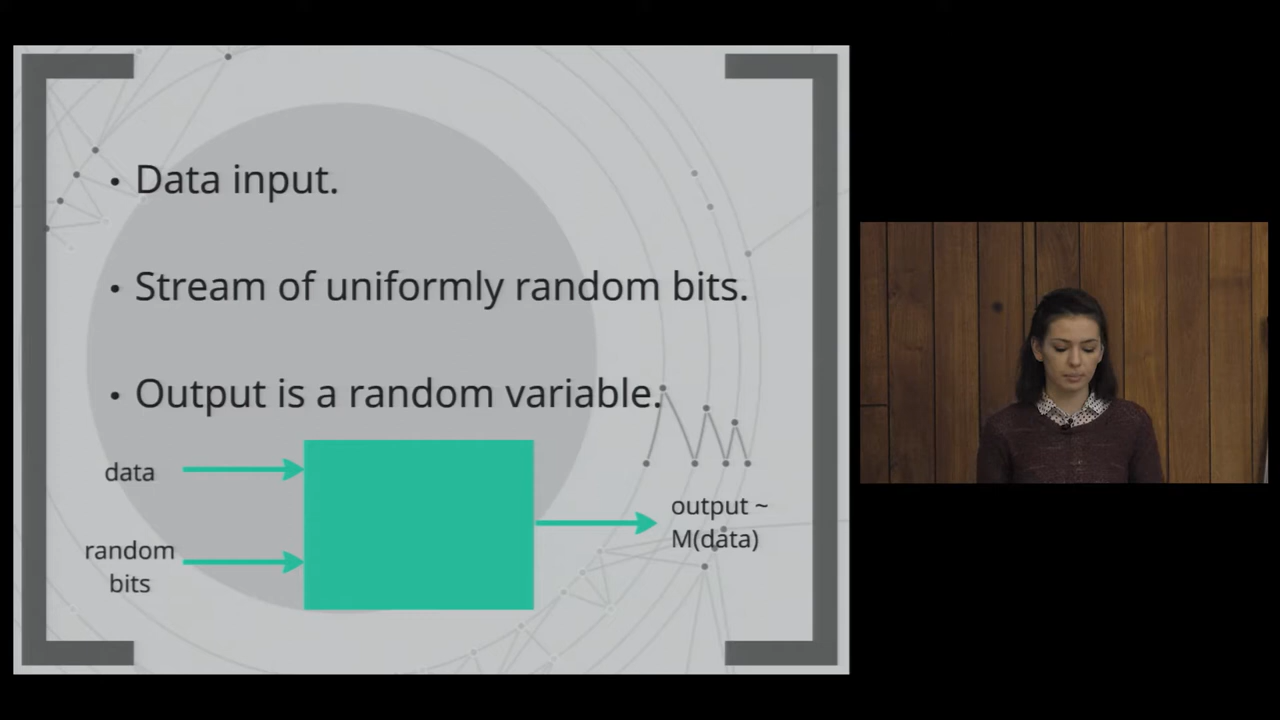 • Data input.
• Stream of uniformly random bits.
• Output is a random variable.
data
random
bits
output ~
M(data)